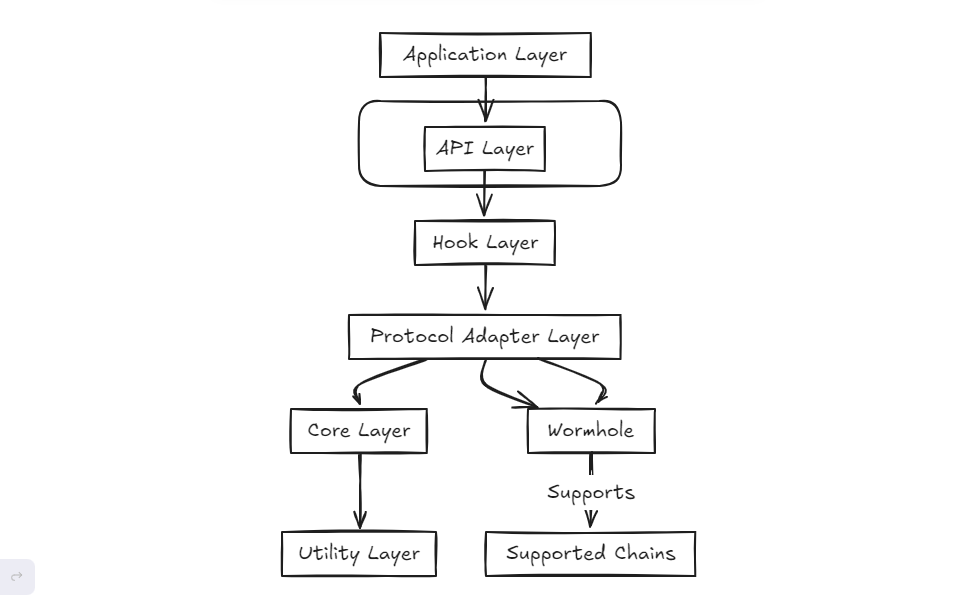 Application Layer
API Layer
Hook Layer
Protocol Adapter Layer
Core Layer
Wormhole
Supports
Utility Layer
Supported Chains